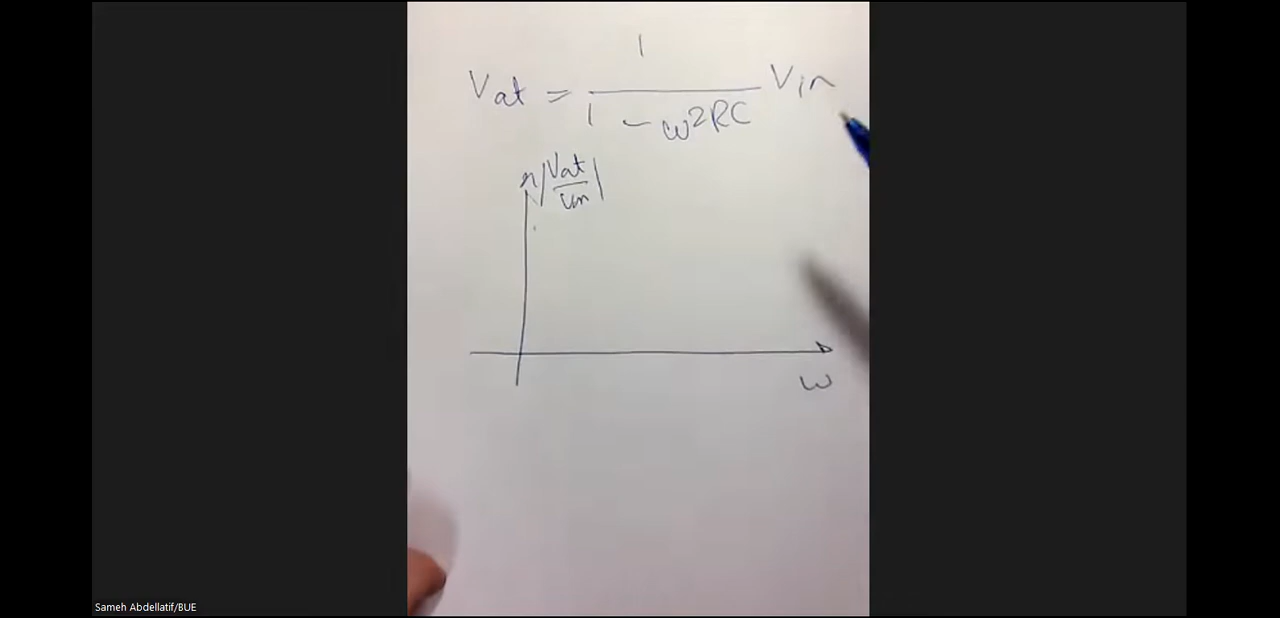 1
Vat = ――― Vin
1 - ω2RC
|Vat/Vin|
ω
Sameh Abdellatif/BUE